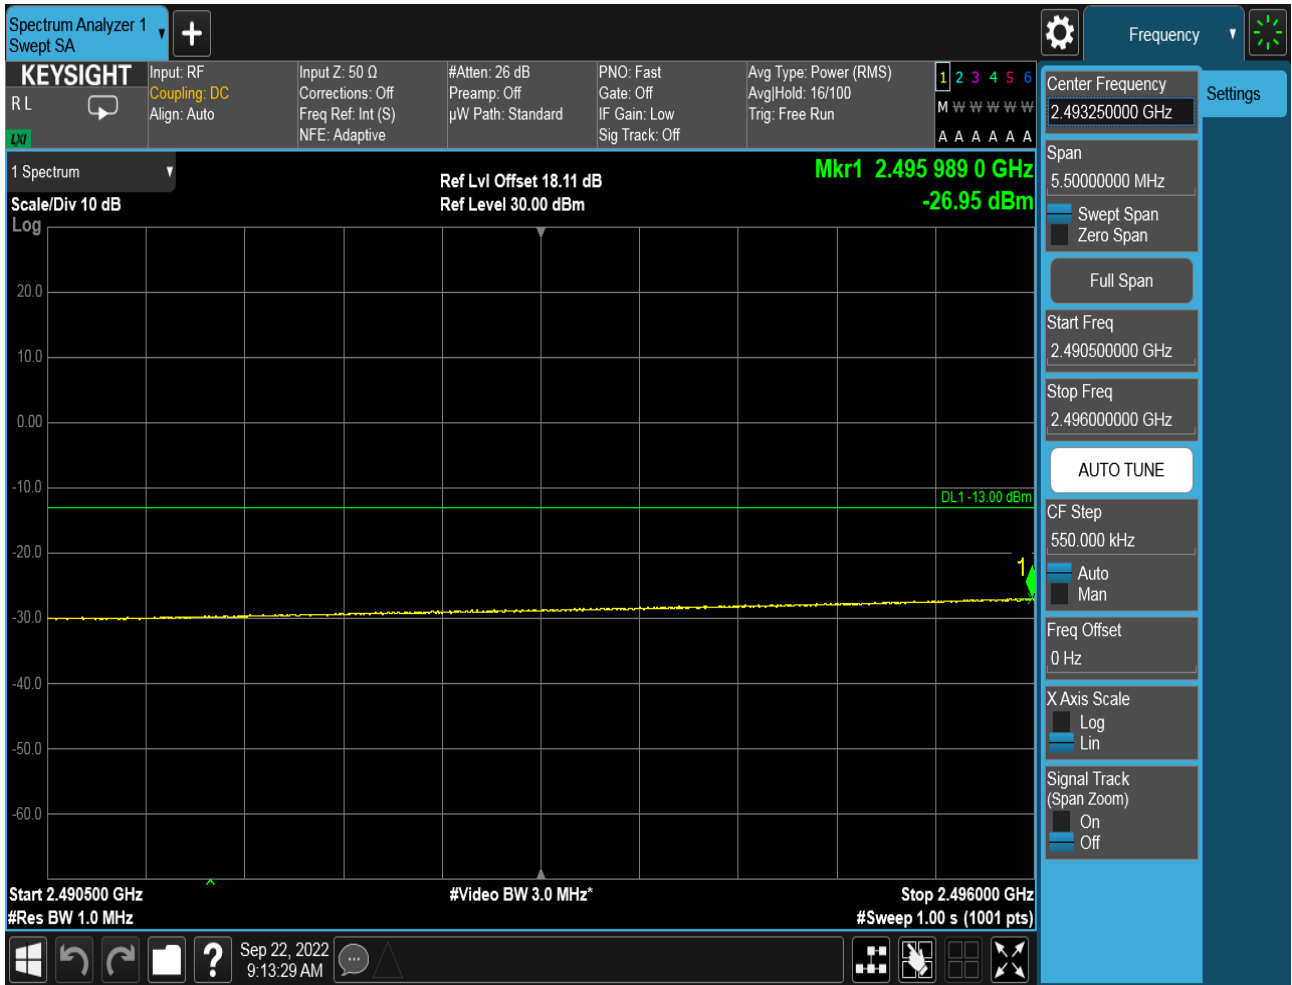 Spectrum Analyzer 1
Swept SA
Frequency
KEYSIGHT
R L
LXI
Input: RF
Coupling: DC
Align: Auto
Input Z: 50 Ω
Corrections: Off
Freq Ref: Int (S)
NFE: Adaptive
#Atten: 26 dB
Preamp: Off
µW Path: Standard
PNO: Fast
Gate: Off
IF Gain: Low
Sig Track: Off
Avg Type: Power (RMS)
Avg|Hold: 16/100
Trig: Free Run
1 2 3 4 5 6
M W W W W W
A A A A A A
1 Spectrum
Scale/Div 10 dB
Log
Ref Lvl Offset 18.11 dB
Ref Level 30.00 dBm
Mkr1 2.495 989 0 GHz
-26.95 dBm
20.0
10.0
0.00
-10.0
DL1 -13.00 dBm
-20.0
1
-30.0
-40.0
-50.0
-60.0
Start 2.490500 GHz
#Video BW 3.0 MHz*
Stop 2.496000 GHz
#Res BW 1.0 MHz
#Sweep 1.00 s (1001 pts)
Sep 22, 2022
9:13:29 AM
Center Frequency
2.493250000 GHz
Settings
Span
5.50000000 MHz
Swept Span
Zero Span
Full Span
Start Freq
2.490500000 GHz
Stop Freq
2.496000000 GHz
AUTO TUNE
CF Step
550.000 kHz
Auto
Man
Freq Offset
0 Hz
X Axis Scale
Log
Lin
Signal Track
(Span Zoom)
On
Off